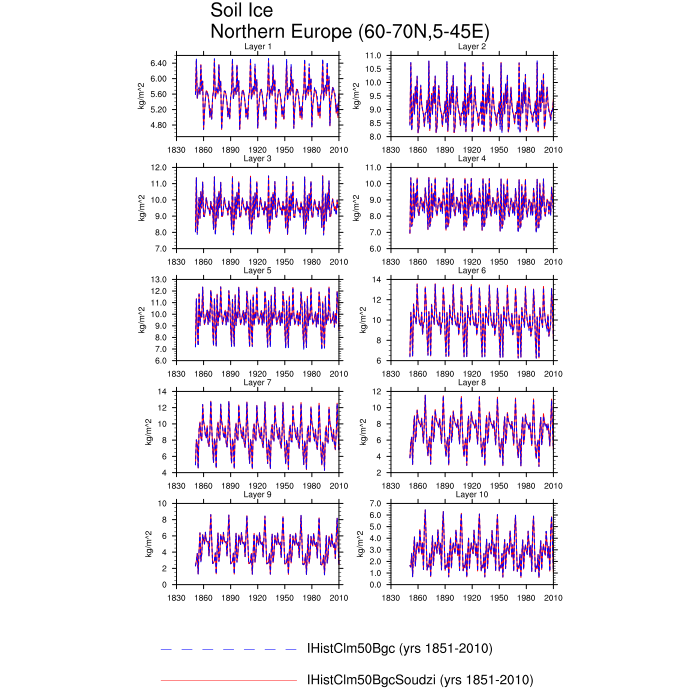 Soil Ice
Northern Europe (60-70N,5-45E)
Layer 1
kg/m^2
6.40
6.00
5.60
5.20
4.80
1830 1860 1890 1920 1950 1980 2010
Layer 2
kg/m^2
11.0
10.5
10.0
9.5
9.0
8.5
8.0
1830 1860 1890 1920 1950 1980 2010
Layer 3
kg/m^2
12.0
11.0
10.0
9.0
8.0
7.0
1830 1860 1890 1920 1950 1980 2010
Layer 4
kg/m^2
11.0
10.0
9.0
8.0
7.0
6.0
1830 1860 1890 1920 1950 1980 2010
Layer 5
kg/m^2
13.0
12.0
11.0
10.0
9.0
8.0
7.0
6.0
1830 1860 1890 1920 1950 1980 2010
Layer 6
kg/m^2
14
12
10
8
6
1830 1860 1890 1920 1950 1980 2010
Layer 7
kg/m^2
14
12
10
8
6
4
1830 1860 1890 1920 1950 1980 2010
Layer 8
kg/m^2
12
10
8
6
4
2
1830 1860 1890 1920 1950 1980 2010
Layer 9
kg/m^2
10
8
6
4
2
0
1830 1860 1890 1920 1950 1980 2010
Layer 10
kg/m^2
7.0
6.0
5.0
4.0
3.0
2.0
1.0
0.0
1830 1860 1890 1920 1950 1980 2010
IHistClm50Bgc (yrs 1851-2010)
IHistClm50BgcSoudzi (yrs 1851-2010)